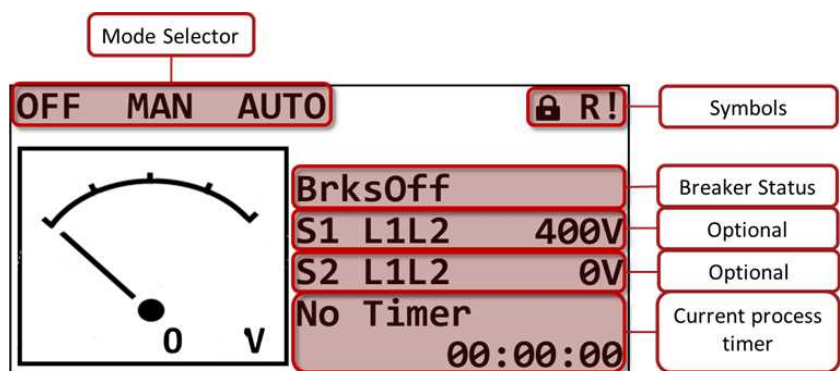 Mode Selector
OFF MAN AUTO R!
Symbols
BrksOff
Breaker Status
S1 L1L2 400V
Optional
S2 L1L2 0V
Optional
No Timer
00:00:00
Current process
timer
0 V